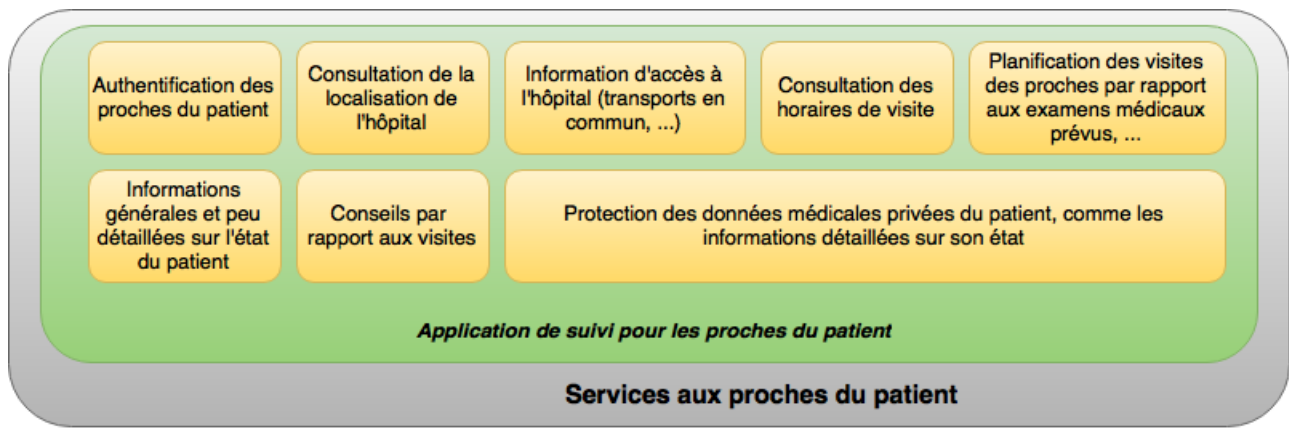 Authentification des
proches du patient
Consultation de la
localisation de
l'hôpital
Information d'accès à
l'hôpital (transports en
commun, ...)
Consultation des
horaires de visite
Planification des visites
des proches par rapport
aux examens médicaux
prévus, ...
Informations
générales et peu
détaillées sur l'état
du patient
Conseils par
rapport aux visites
Protection des données médicales privées du patient, comme les
informations détaillées sur son état
Application de suivi pour les proches du patient
Services aux proches du patient